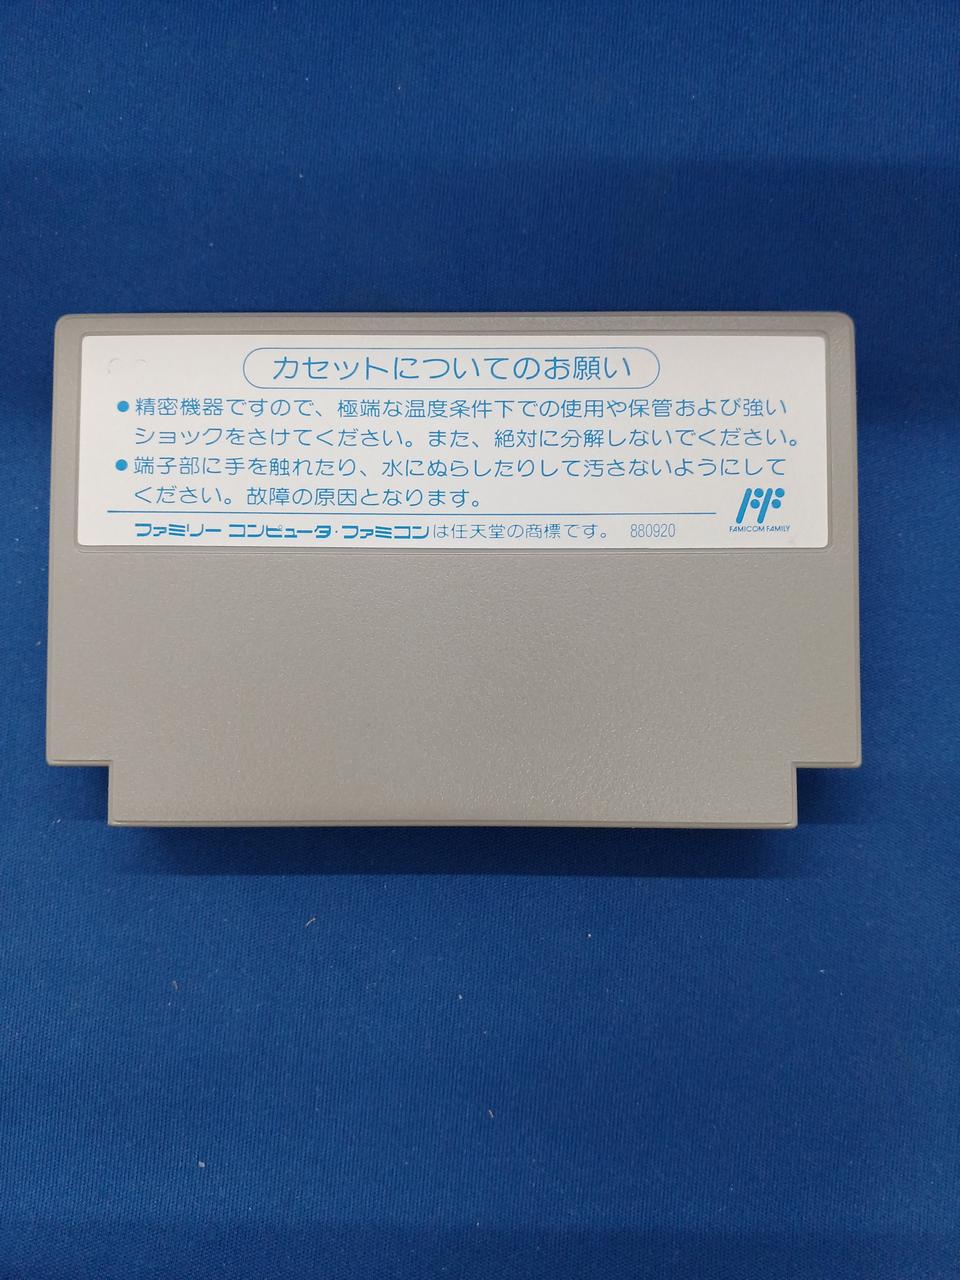 カセットについてのお願い
●精密機器ですので、極端な温度条件下での使用や保管および強い
ショックをさけてください。また、絶対に分解しないでください。
●端子部に手を触れたり、水にぬらしたりして汚さないようにして
ください。故障の原因となります。
FAMICOM FAMILY
ファミリー コンピュータ・ファミコンは任天堂の商標です。 880920